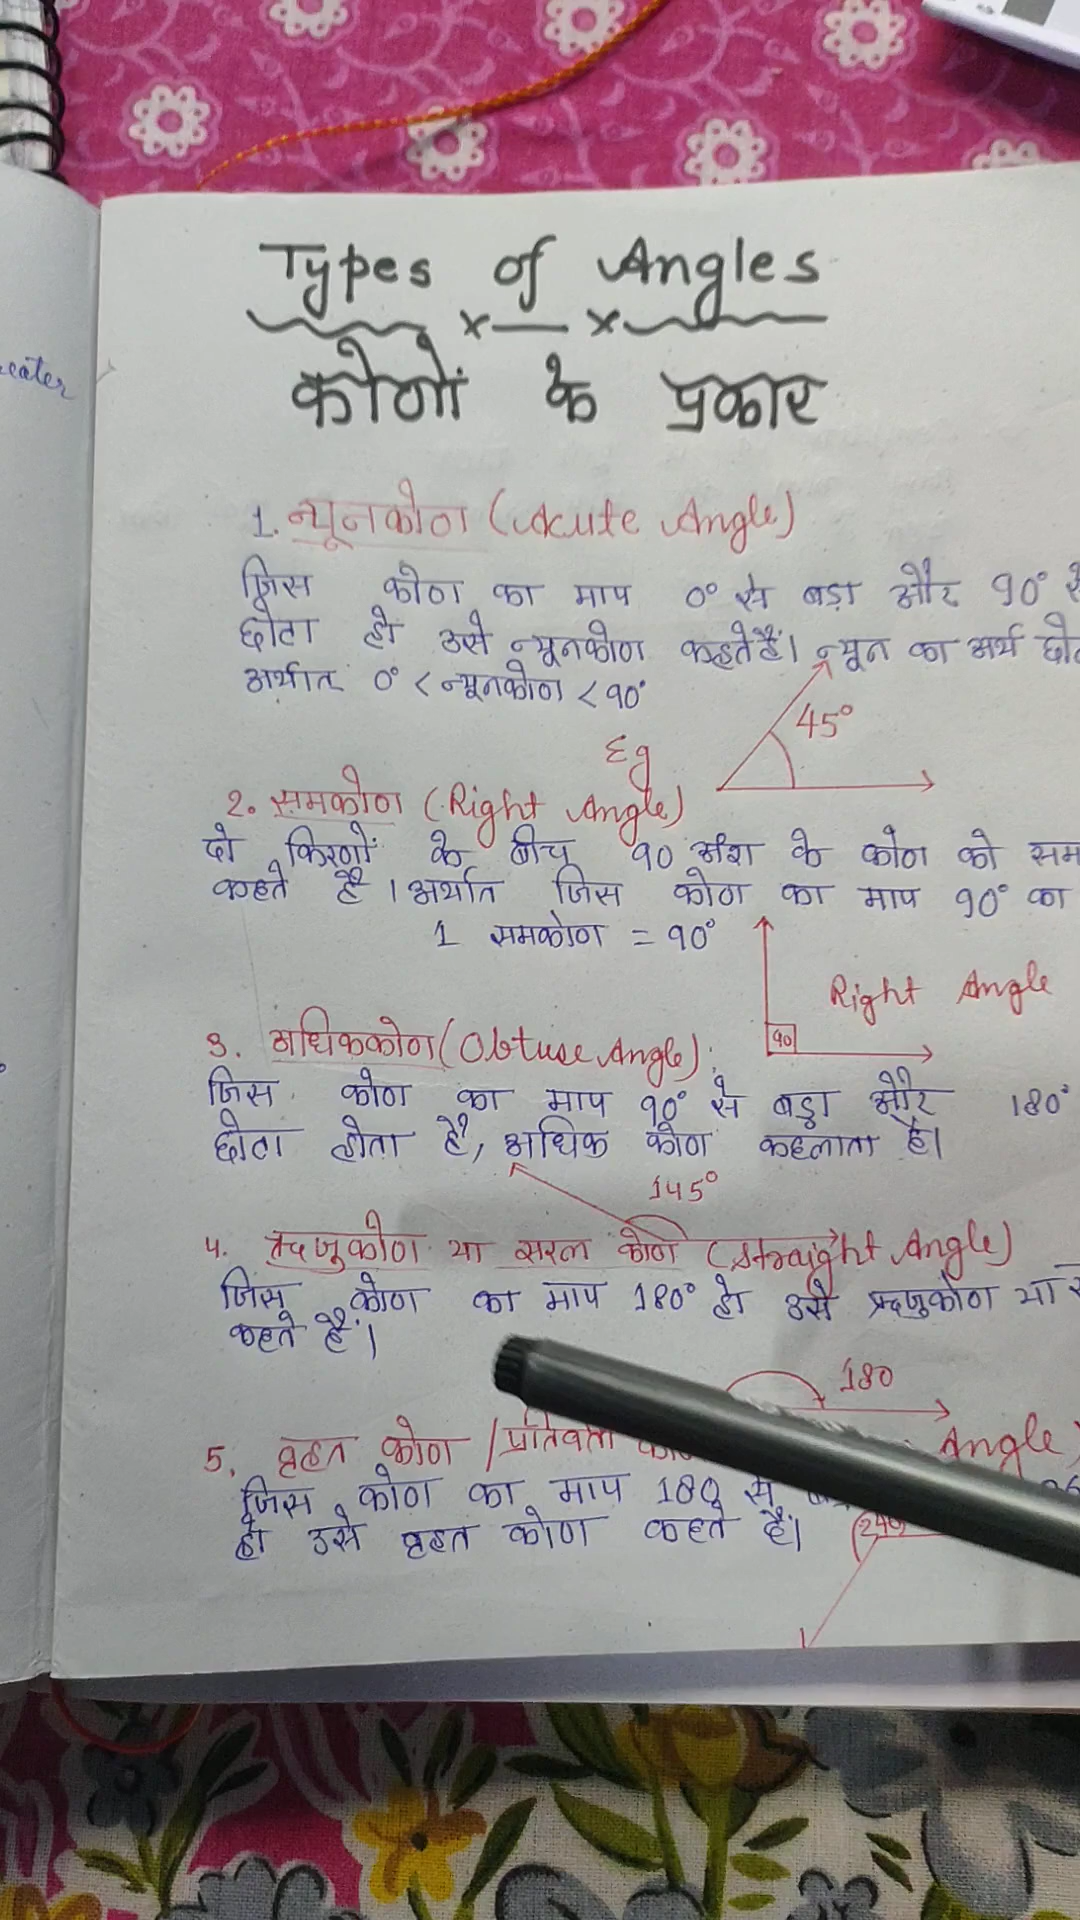 eater
Types of Angles
कोणों के प्रकार
1. न्यूनकोण (Acute Angle)
जिस कोण का माप 0° से बड़ा और 90°
छोटा हो उसे न्यूनकोण कहते हैं। न्यून का अर्थ
अर्थात 0° < न्यूनकोण < 90°
45°
Eg
2. समकोण (Right Angle)
दो किरणों के बीच 90 अंश के कोण को सम
कहते हैं । अर्थात जिस कोण का माप 90° का
1 समकोण = 90°
Right Angle
90
3. अधिककोण (Obtuse Angle):
जिस कोण का माप 90° से बड़ा और 180°
छोटा होता है, अधिक कोण कहलाता है।
145°
4. ऋजुकोण या सरल कोण (Straight Angle)
जिस कोण का माप 180° हो उसे ऋजुकोण या
कहते हैं।
180
5. वृहत कोण / Angle)
जिस कोण का माप 180 से
हो उसे वृहत कोण कहते हैं।
240